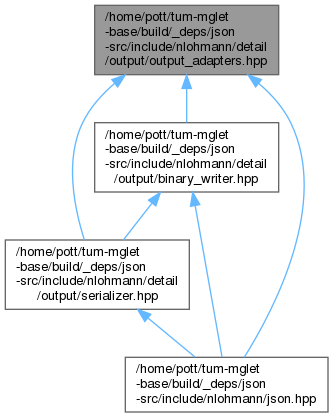 /home/pott/tum-mglet
-base/build/_deps/json
-src/include/nlohmann/detail
/output/output_adapters.hpp
/home/pott/tum-mglet
-base/build/_deps/json
-src/include/nlohmann/detail
/output/binary_writer.hpp
/home/pott/tum-mglet
-base/build/_deps/json
-src/include/nlohmann/detail
/output/serializer.hpp
/home/pott/tum-mglet
-base/build/_deps/json
-src/include/nlohmann/json.hpp